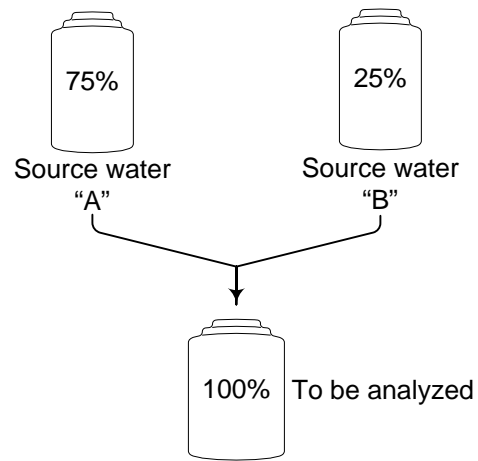 75%
25%
Source water
“A”
Source water
“B”
100%
To be analyzed